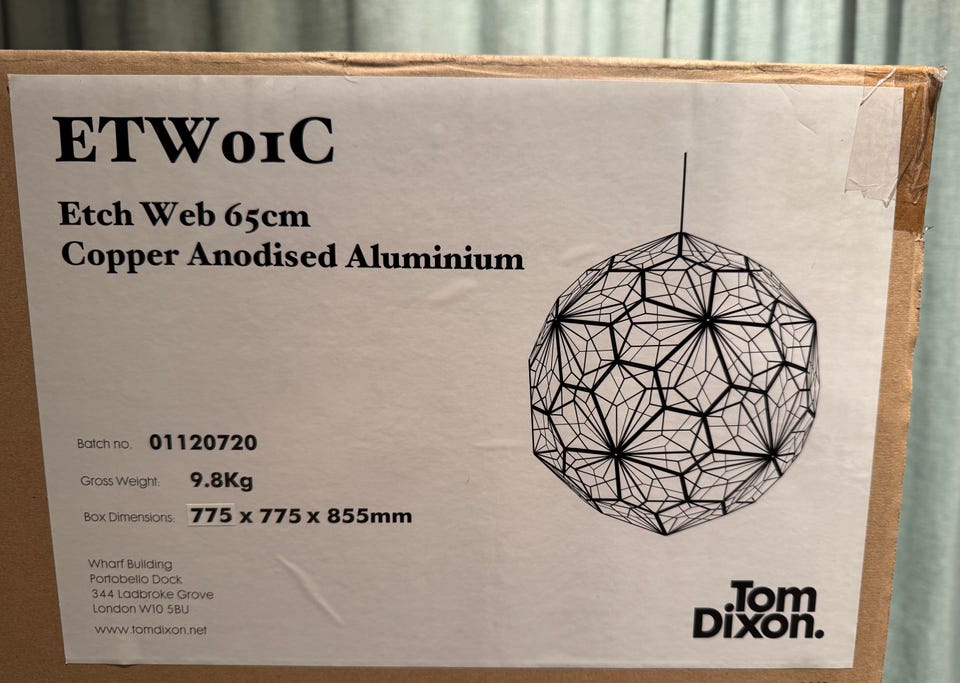 ETW01C
Etch Web 65cm
Copper Anodised Aluminium
Batch no. 01120720
Gross Weight: 9.8Kg
Box Dimensions: 775 x 775 x 855mm
Wharf Building
Portobello Dock
344 Ladbroke Grove
London W10 5BU
www.tomdixon.net
Tom
Dixon.